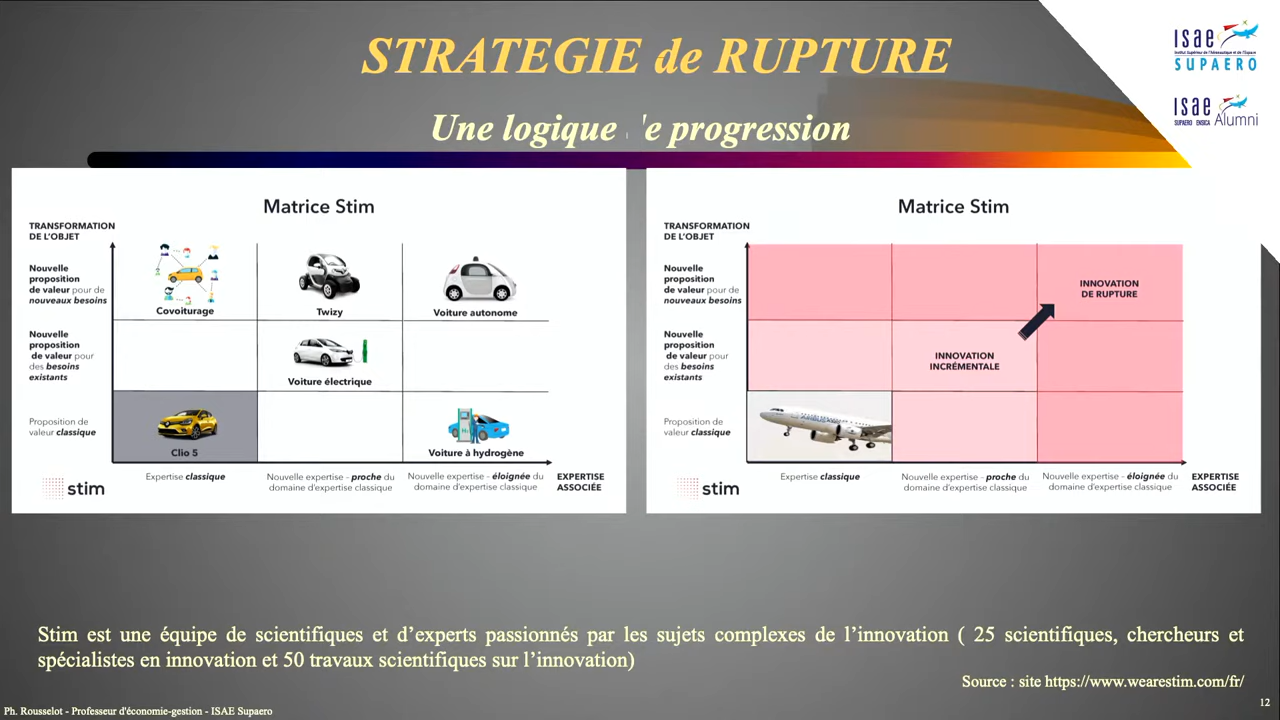 STRATEGIE de RUPTURE
Une logique de progression
isae
Institut Supérieur de l'Aéronautique et de l'Espace
SUPAERO
isae
SUPAERO ENSICA Alumni
Matrice Stim
TRANSFORMATION
DE L'OBJET
Nouvelle
proposition
de valeur pour de
nouveaux besoins
Covoiturage
Twizy
Voiture autonome
Nouvelle
proposition
de valeur pour
des besoins
existants
Voiture électrique
Proposition de
valeur classique
Clio 5
Voiture à hydrogène
Expertise classique
Nouvelle expertise - proche du
domaine d'expertise classique
Nouvelle expertise - éloignée du
domaine d'expertise classique
EXPERTISE
ASSOCIÉE
stim
Matrice Stim
TRANSFORMATION
DE L'OBJET
Nouvelle
proposition
de valeur pour de
nouveaux besoins
INNOVATION
DE RUPTURE
Nouvelle
proposition
de valeur pour
des besoins
existants
INNOVATION
INCRÉMENTALE
Proposition de
valeur classique
Expertise classique
Nouvelle expertise - proche du
domaine d'expertise classique
Nouvelle expertise - éloignée du
domaine d'expertise classique
EXPERTISE
ASSOCIÉE
stim
Stim est une équipe de scientifiques et d'experts passionnés par les sujets complexes de l'innovation ( 25 scientifiques, chercheurs et
spécialistes en innovation et 50 travaux scientifiques sur l'innovation)
Source : site https://www.wearestim.com/fr/
Ph. Rousselot - Professeur d'économie-gestion - ISAE Supaero
12